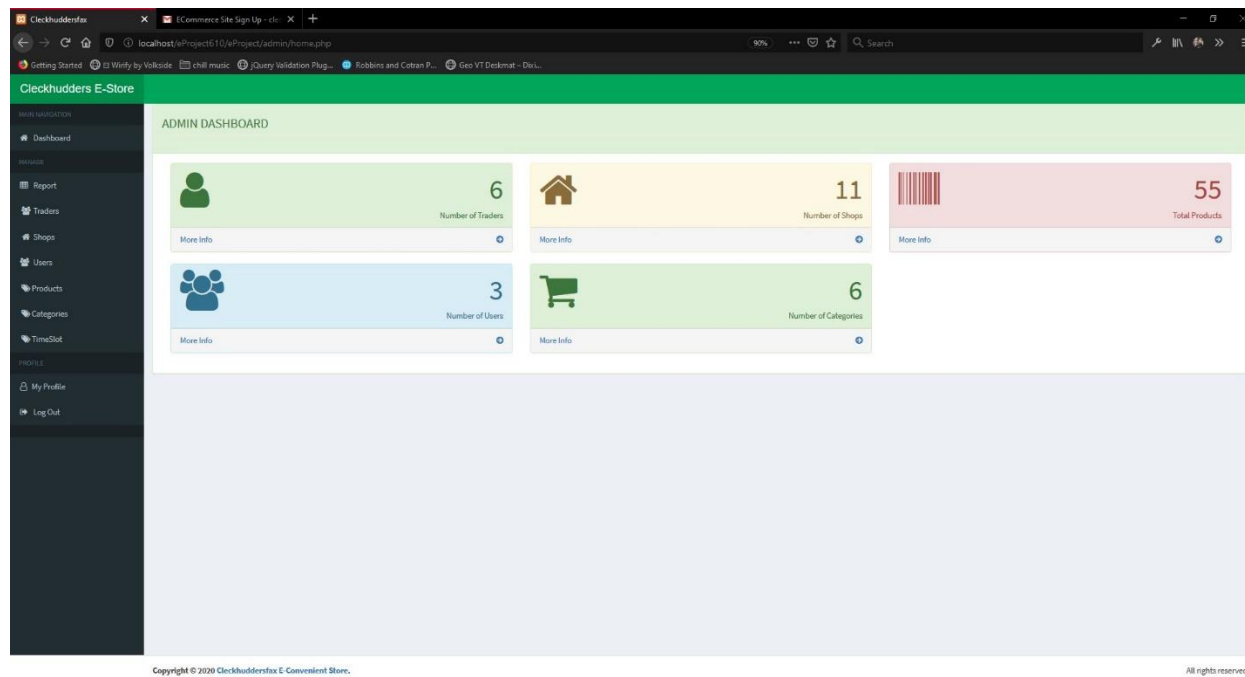 Cleckhuddersfax
ECommerce Site Sign Up - cle
localhost/eProject610/eProject/admin/home.php
90%
Search
Getting Started
Wirify by Volkside
chill music
jQuery Validation Plug...
Robbins and Cotran P...
Geo VT Deskmat – Dixi...
Cleckhudders E-Store
MAIN NAVIGATION
Dashboard
MANAGE
Report
Traders
Shops
Users
Products
Categories
TimeSlot
PROFILE
My Profile
Log Out
ADMIN DASHBOARD
6
Number of Traders
More Info
11
Number of Shops
More Info
55
Total Products
More Info
3
Number of Users
More Info
6
Number of Categories
More Info
Copyright © 2020 Cleckhuddersfax E-Convenient Store.
All rights reserved